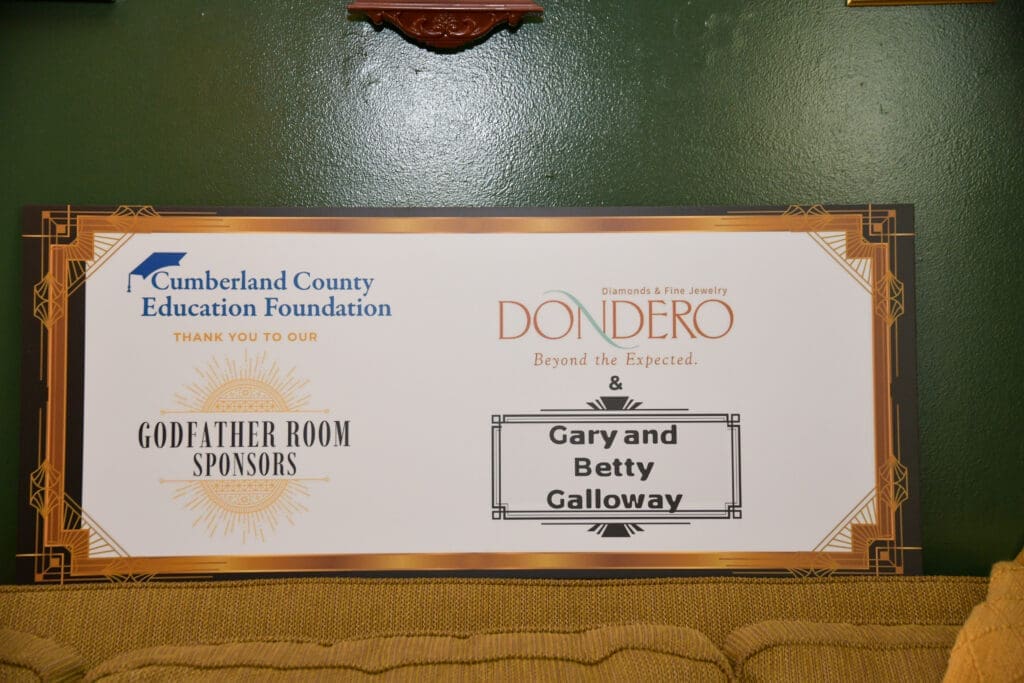 Cumberland County
Education Foundation
THANK YOU TO OUR
GODFATHER ROOM
SPONSORS
Diamonds & Fine Jewelry
DONDERO
Beyond the Expected.
&
Gary and
Betty
Galloway